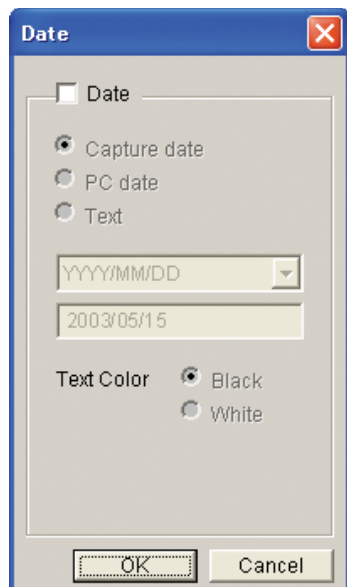 Date
Date
Capture date
PC date
Text
YYYY/MM/DD
2003/05/15
Text Color Black
White
OK Cancel